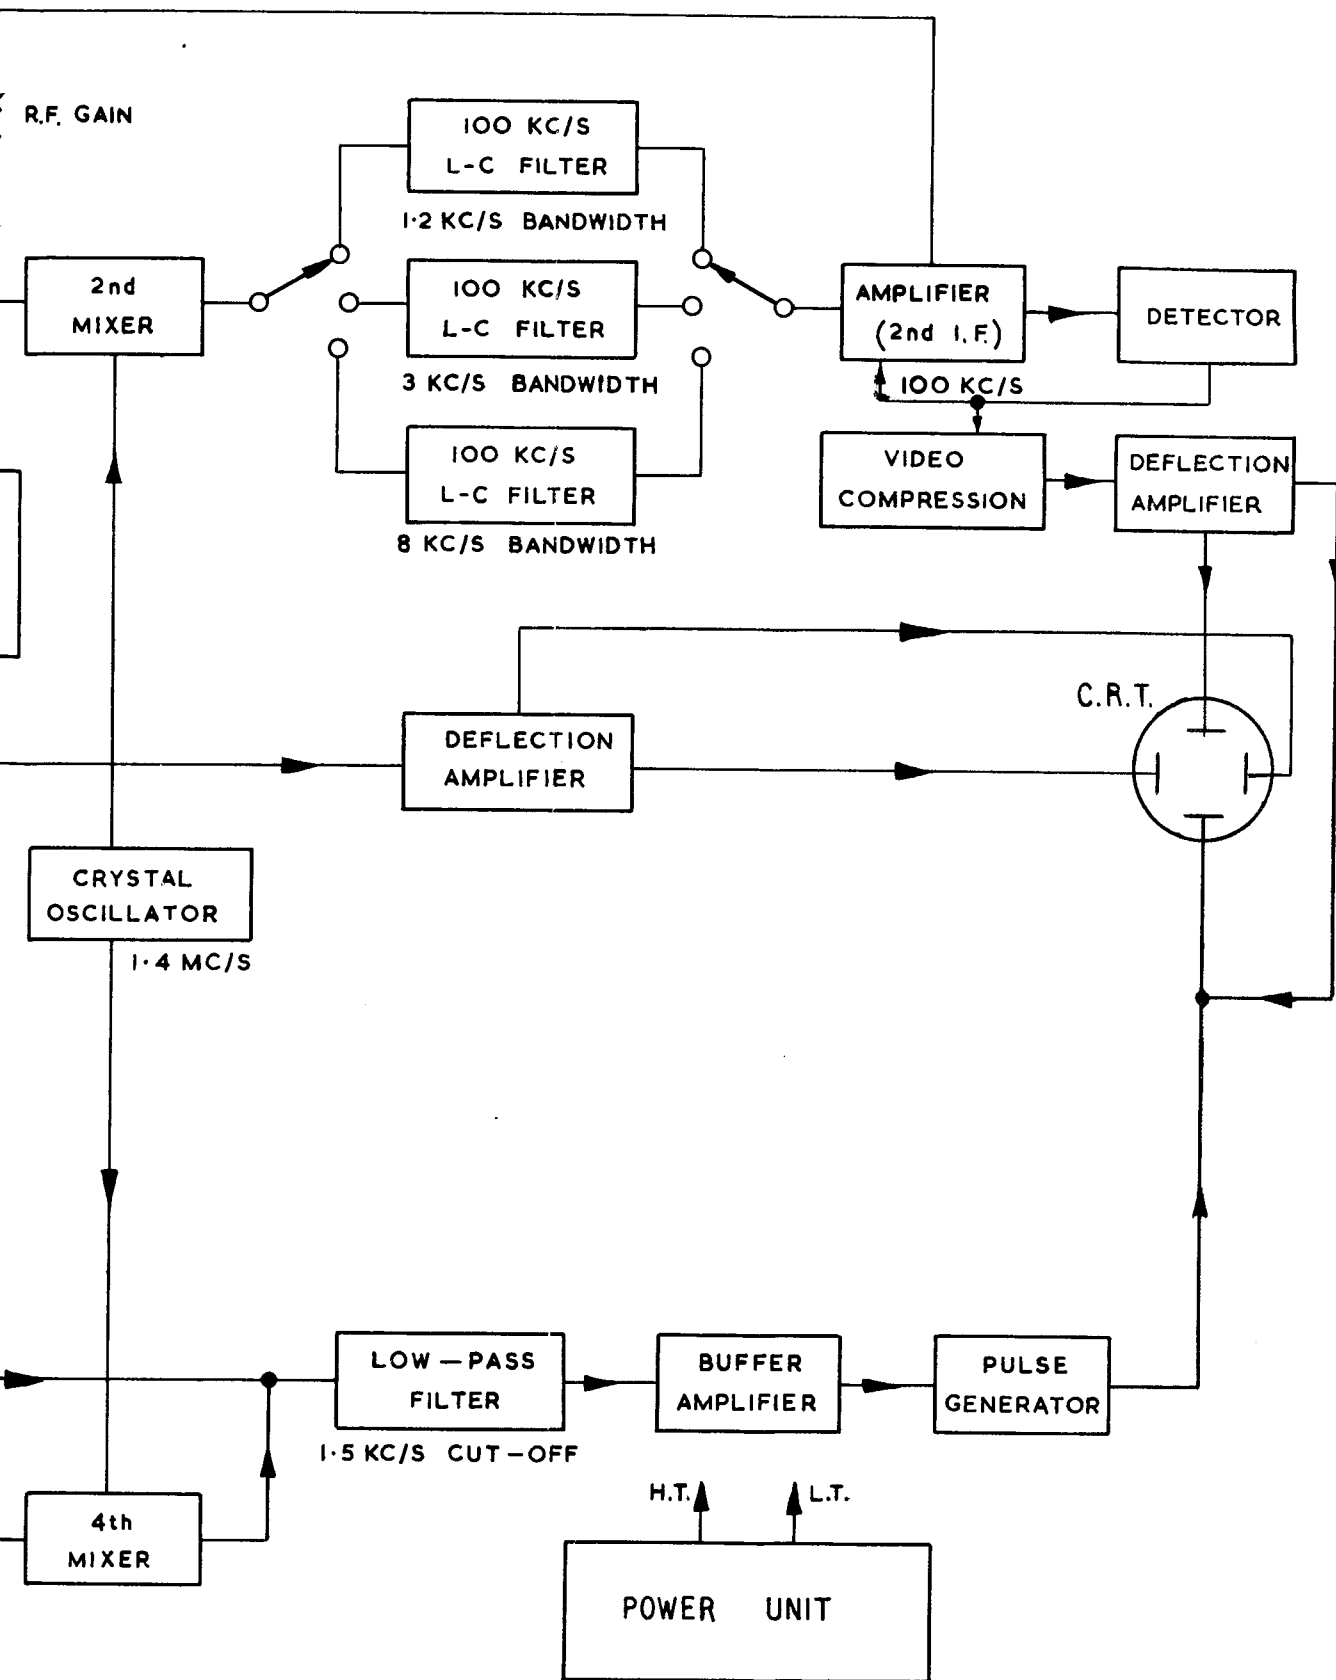 R.F. GAIN
100 KC/S
L-C FILTER
1·2 KC/S BANDWIDTH
2nd
MIXER
100 KC/S
L-C FILTER
3 KC/S BANDWIDTH
AMPLIFIER
(2nd I.F.)
100 KC/S
DETECTOR
100 KC/S
L-C FILTER
8 KC/S BANDWIDTH
VIDEO
COMPRESSION
DEFLECTION
AMPLIFIER
C.R.T.
DEFLECTION
AMPLIFIER
CRYSTAL
OSCILLATOR
1·4 MC/S
LOW-PASS
FILTER
1·5 KC/S CUT-OFF
BUFFER
AMPLIFIER
PULSE
GENERATOR
H.T.
L.T.
4th
MIXER
POWER UNIT